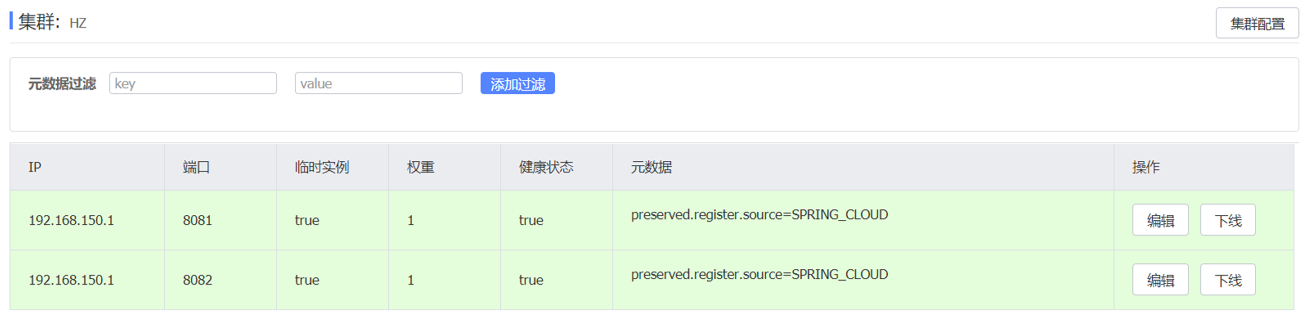 集群: HZ
集群配置
元数据过滤 key value 添加过滤
IP 端口 临时实例 权重 健康状态 元数据 操作
192.168.150.1 8081 true 1 true preserved.register.source=SPRING_CLOUD 编辑 下线
192.168.150.1 8082 true 1 true preserved.register.source=SPRING_CLOUD 编辑 下线